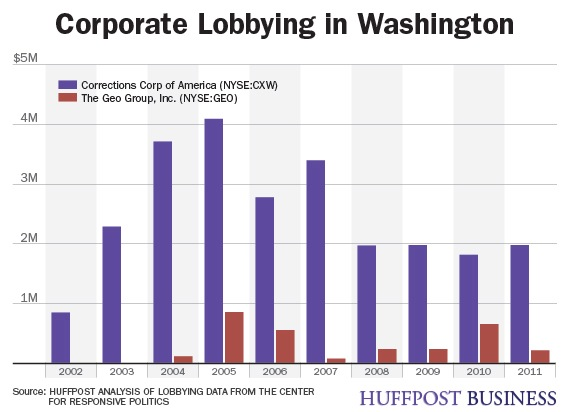 Corporate Lobbying in Washington
$5M
Corrections Corp of America (NYSE:CXW)
The Geo Group, Inc. (NYSE:GEO)
4M
3M
2M
1M
2002 2003 2004 2005 2006 2007 2008 2009 2010 2011
Source: HUFFPOST ANALYSIS OF LOBBYING DATA FROM THE CENTER
FOR RESPONSIVE POLITICS
HUFFPOST BUSINESS